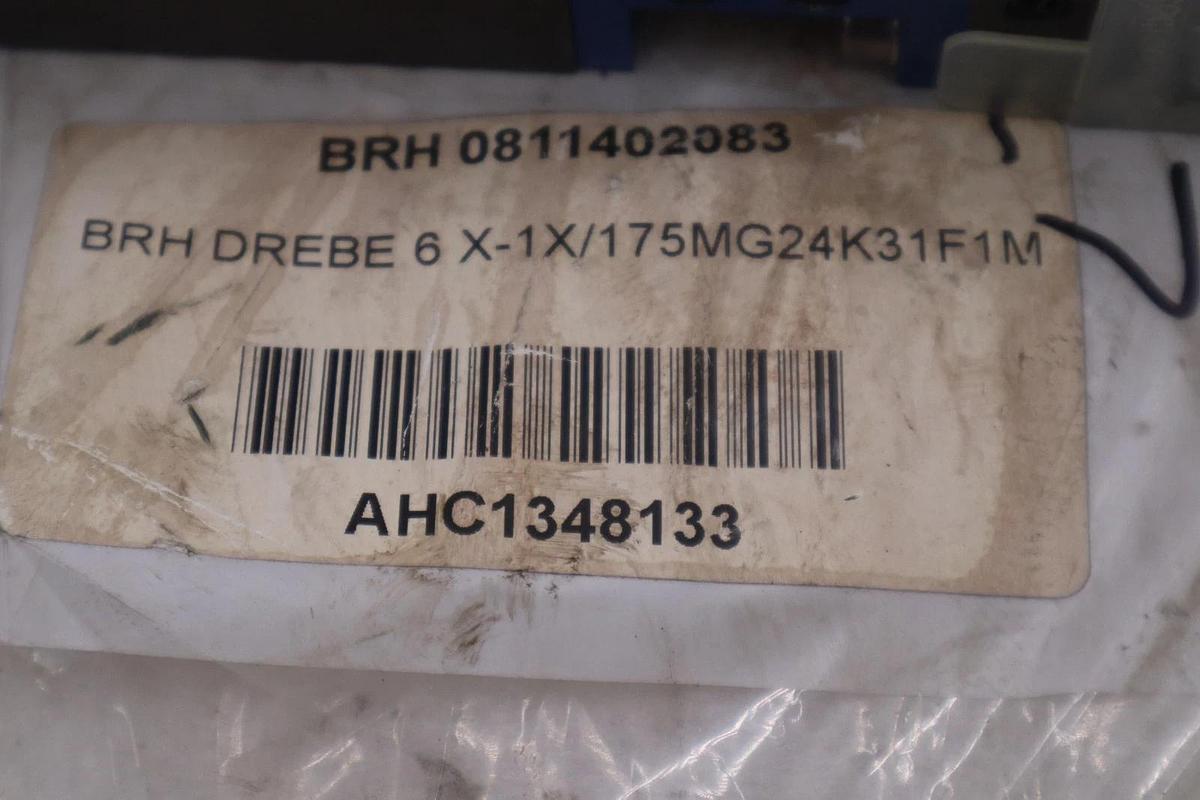 BRH 0811402083
BRH DREBE 6 X-1X/175MG24K31F1M
AHC1348133